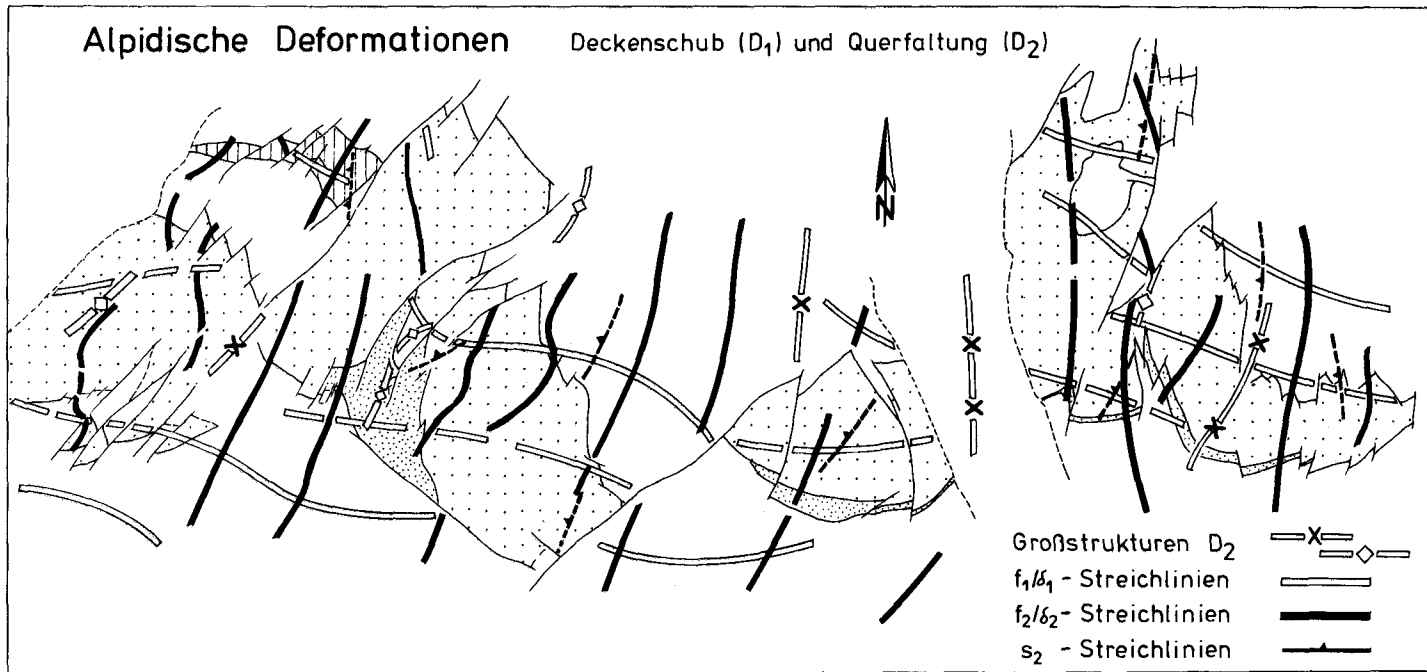 Alpidische Deformationen Deckenschub (D₁) und Querfaltung (D₂)
N
Großstrukturen D₂
f₁/δ₁ - Streichlinien
f₂/δ₂ - Streichlinien
s₂ - Streichlinien